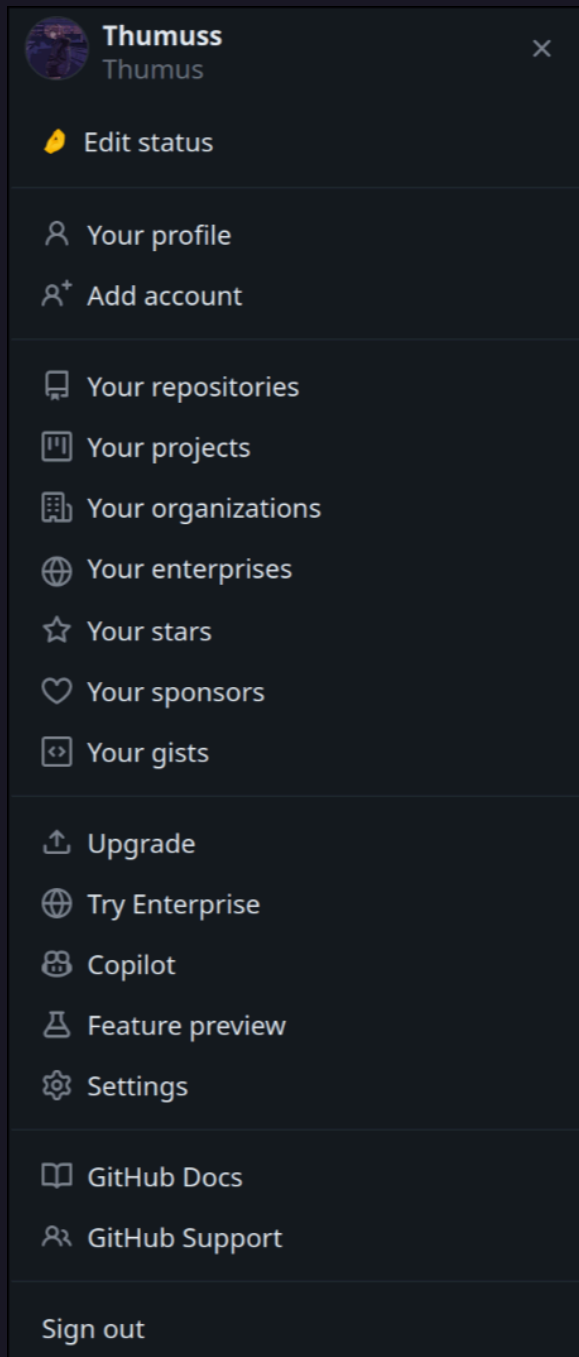 Thumuss
Thumus
Edit status
Your profile
Add account
Your repositories
Your projects
Your organizations
Your enterprises
Your stars
Your sponsors
Your gists
Upgrade
Try Enterprise
Copilot
Feature preview
Settings
GitHub Docs
GitHub Support
Sign out